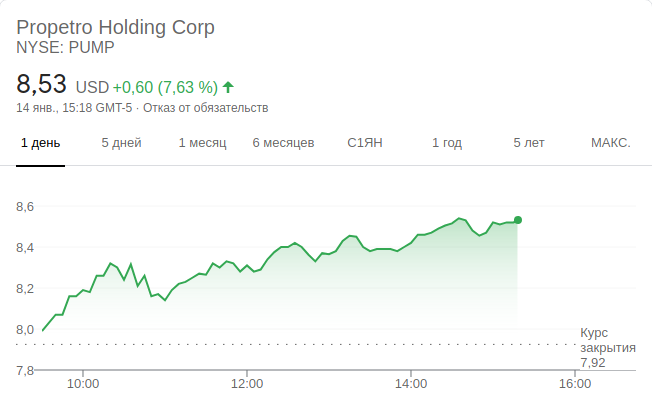 Propetro Holding Corp
NYSE: PUMP
8,53 USD +0,60 (7,63 %)
14 янв., 15:18 GMT-5 · Отказ от обязательств
1 день 5 дней 1 месяц 6 месяцев С1ЯН 1 год 5 лет МАКС.
8,6
8,4
8,2
8,0
7,8
Курс
закрытия
7,92
10:00 12:00 14:00 16:00